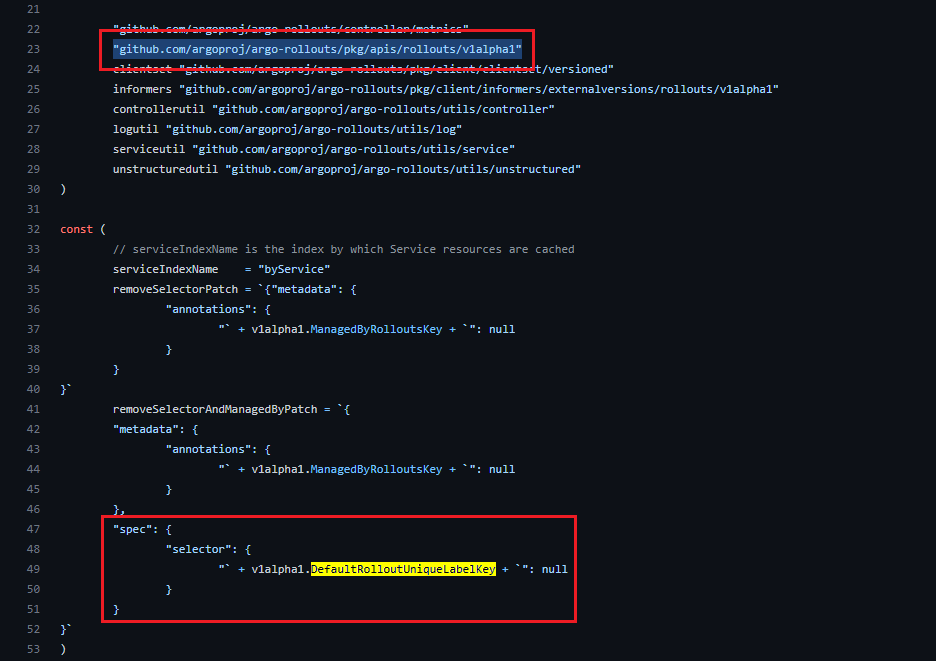 21
22 "github.com/argoproj/argo-rollouts/controller/metrics"
23 "github.com/argoproj/argo-rollouts/pkg/apis/rollouts/v1alpha1"
24 clientset "github.com/argoproj/argo-rollouts/pkg/client/clientset/versioned"
25 informers "github.com/argoproj/argo-rollouts/pkg/client/informers/externalversions/rollouts/v1alpha1"
26 controllerutil "github.com/argoproj/argo-rollouts/utils/controller"
27 logutil "github.com/argoproj/argo-rollouts/utils/log"
28 serviceutil "github.com/argoproj/argo-rollouts/utils/service"
29 unstructuredutil "github.com/argoproj/argo-rollouts/utils/unstructured"
30 )
31
32 const (
33 // serviceIndexName is the index by which Service resources are cached
34 serviceIndexName    = "byService"
35 removeSelectorPatch = `{"metadata": {
36 "annotations": {
37 "` + v1alpha1.ManagedByRolloutsKey + `": null
38 }
39 }
40 }`
41 removeSelectorAndManagedByPatch = `{
42 "metadata": {
43 "annotations": {
44 "` + v1alpha1.ManagedByRolloutsKey + `": null
45 }
46 },
47 "spec": {
48 "selector": {
49 "` + v1alpha1.DefaultRolloutUniqueLabelKey + `": null
50 }
51 }
52 }`
53 )